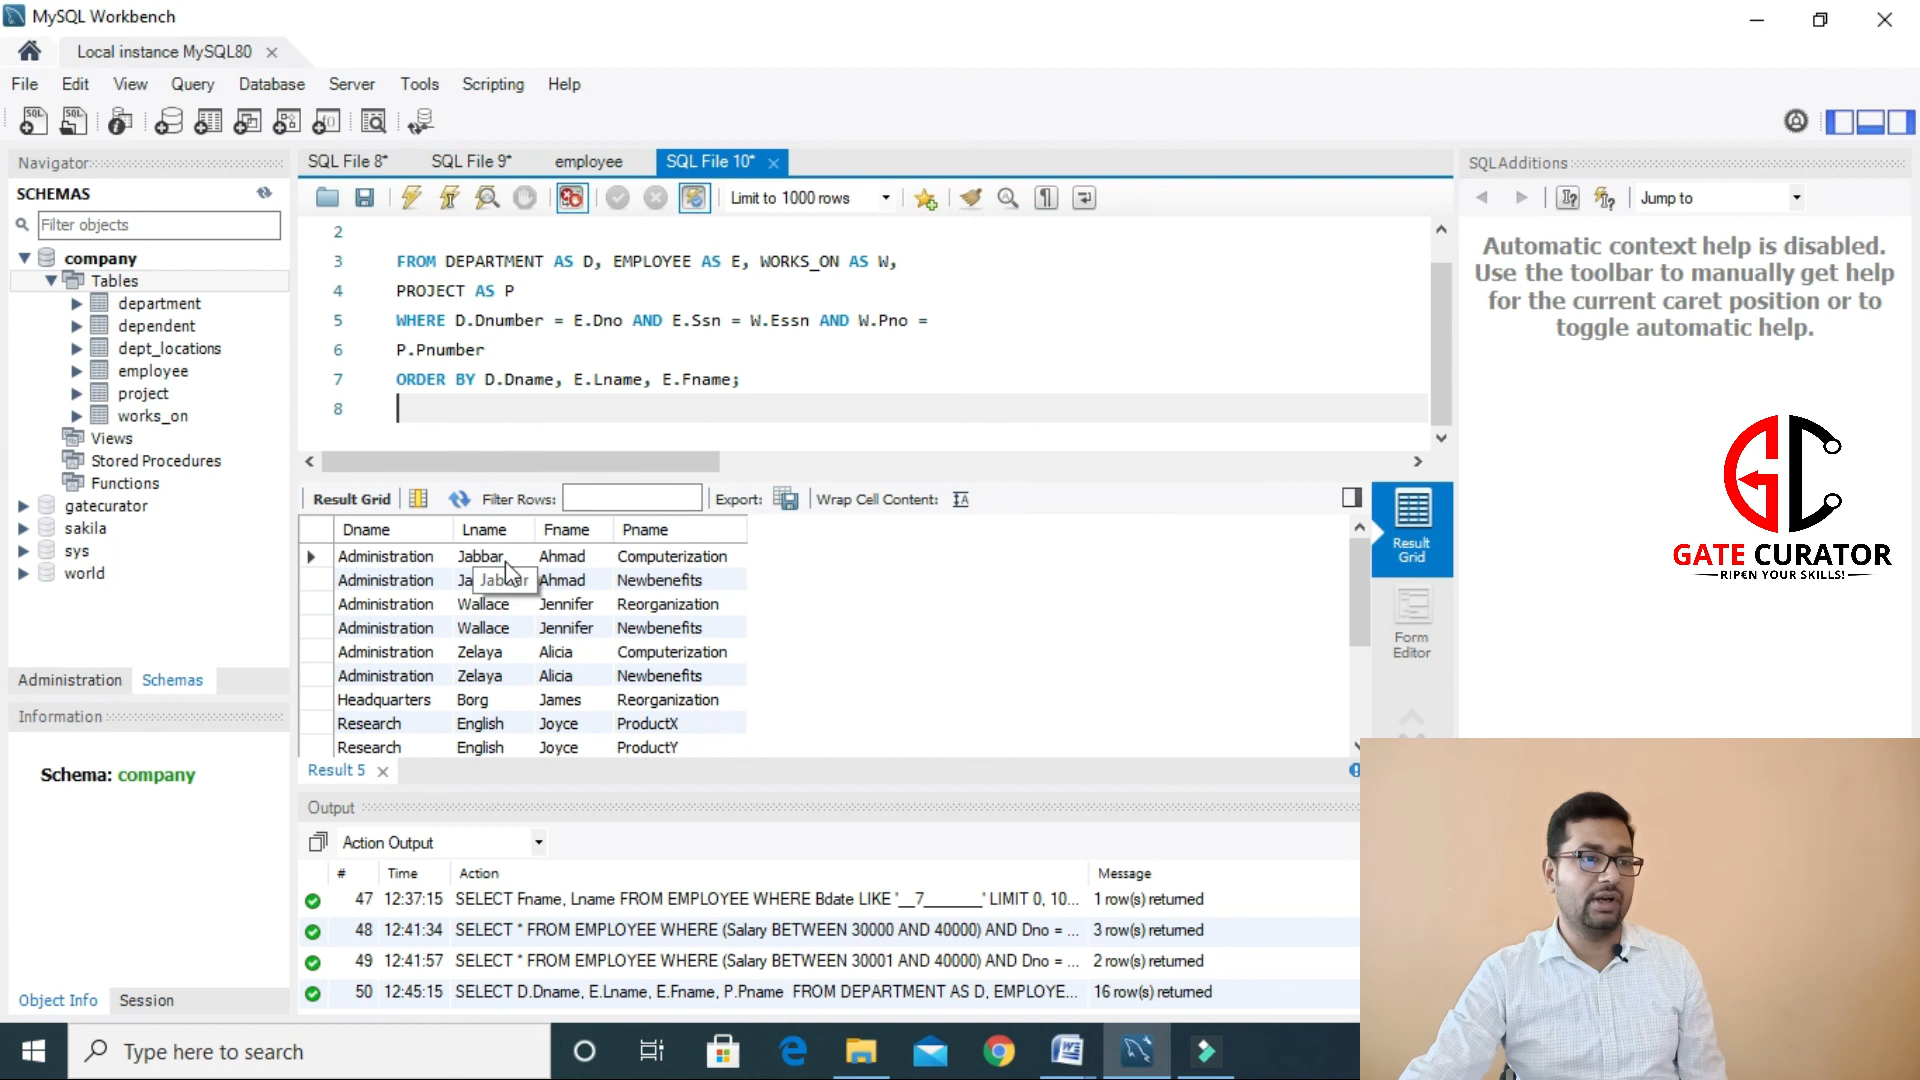 MySQL Workbench
Local instance MySQL80
File Edit View Query Database Server Tools Scripting Help
Navigator
SCHEMAS
Filter objects
company
Tables
department
dependent
dept_locations
employee
project
works_on
Views
Stored Procedures
Functions
gatecurator
sakila
sys
world
Administration Schemas
Information
Schema: company
Object Info Session
SQL File 8* SQL File 9* employee SQL File 10*
Limit to 1000 rows
2
3 FROM DEPARTMENT AS D, EMPLOYEE AS E, WORKS_ON AS W,
4 PROJECT AS P
5 WHERE D.Dnumber = E.Dno AND E.Ssn = W.Essn AND W.Pno =
6 P.Pnumber
7 ORDER BY D.Dname, E.Lname, E.Fname;
8
Result Grid Filter Rows: Export: Wrap Cell Content:
Dname Lname Fname Pname
Administration Jabbar Ahmad Computerization
Administration Ahmad Newbenefits
Administration Wallace Jennifer Reorganization
Administration Wallace Jennifer Newbenefits
Administration Zelaya Alicia Computerization
Administration Zelaya Alicia Newbenefits
Headquarters Borg James Reorganization
Research English Joyce ProductX
Research English Joyce ProductY
Result Grid
Form Editor
Result 5
Output
Action Output
# Time Action Message
47 12:37:15 SELECT Fname, Lname FROM EMPLOYEE WHERE Bdate LIKE '__7_______' LIMIT 0, 10... 1 row(s) returned
48 12:41:34 SELECT * FROM EMPLOYEE WHERE (Salary BETWEEN 30000 AND 40000) AND Dno = ... 3 row(s) returned
49 12:41:57 SELECT * FROM EMPLOYEE WHERE (Salary BETWEEN 30001 AND 40000) AND Dno = ... 2 row(s) returned
50 12:45:15 SELECT D.Dname, E.Lname, E.Fname, P.Pname FROM DEPARTMENT AS D, EMPLOYE... 16 row(s) returned
SQLAdditions
Jump to
Automatic context help is disabled.
Use the toolbar to manually get help
for the current caret position or to
toggle automatic help.
GC
GATE CURATOR
RIPEN YOUR SKILLS!
Type here to search